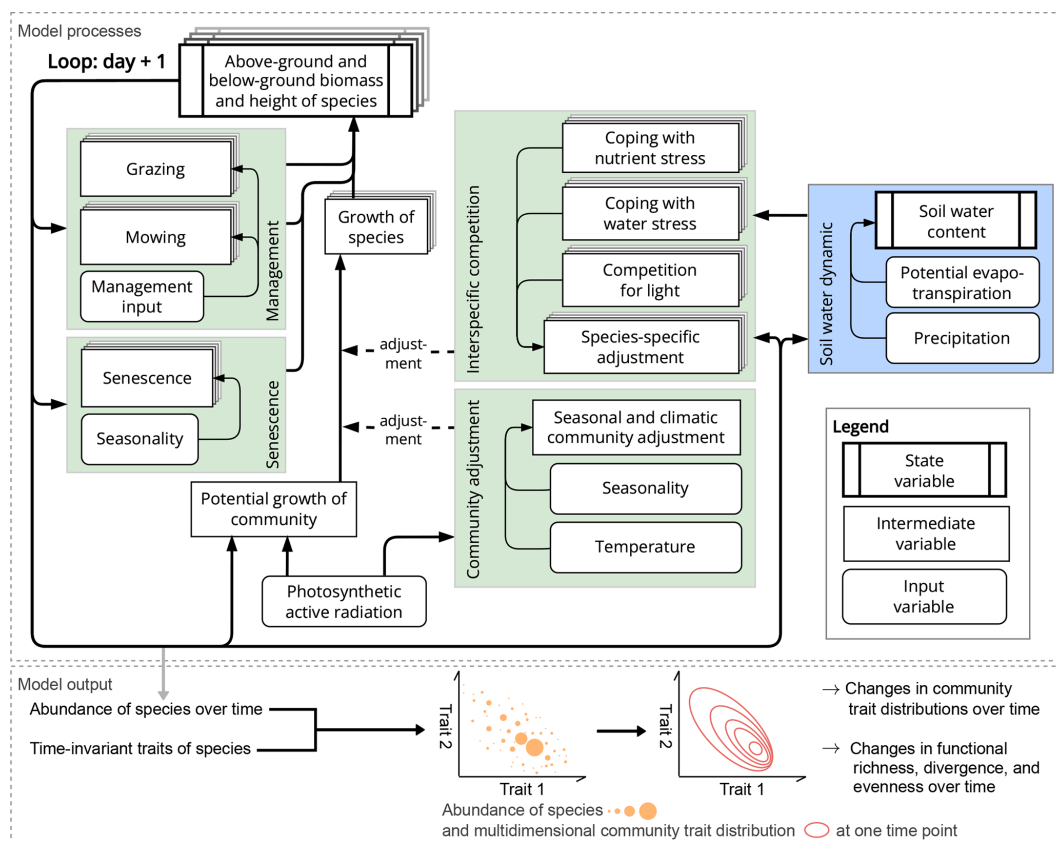 Model processes
Loop: day + 1
Above-ground and
below-ground biomass
and height of species
Grazing
Mowing
Management
input
Management
Growth of
species
Senescence
Seasonality
Senescence
Potential growth of
community
Photosynthetic
active radiation
adjust-
ment
adjust-
ment
Interspecific competition
Coping with
nutrient stress
Coping with
water stress
Competition
for light
Species-specific
adjustment
Community adjustment
Seasonal and climatic
community adjustment
Seasonality
Temperature
Soil water dynamic
Soil water
content
Potential evapo-
transpiration
Precipitation
Legend
State
variable
Intermediate
variable
Input
variable
Model output
Abundance of species over time
Time-invariant traits of species
Trait 2
Trait 1
Trait 2
Trait 1
→ Changes in community
trait distributions over time
→ Changes in functional
richness, divergence, and
evenness over time
Abundance of species
and multidimensional community trait distribution at one time point